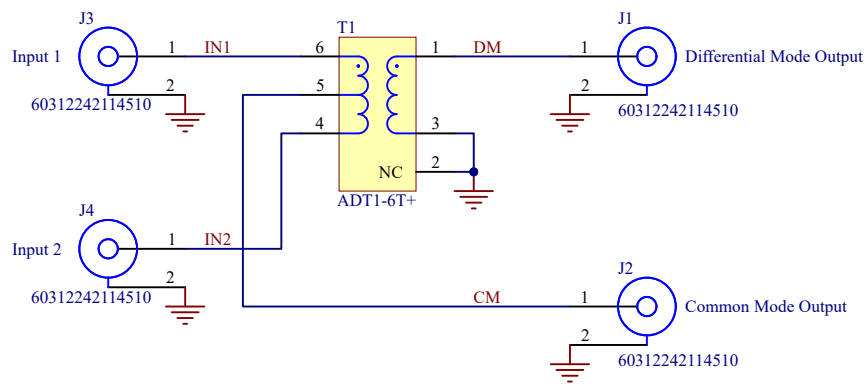 J3
Input 1
1
IN1
2
60312242114510
T1
6
5
4
1
3
2
NC
ADT1-6T+
DM
J1
1
Differential Mode Output
2
60312242114510
J4
Input 2
1
IN2
2
60312242114510
CM
J2
1
Common Mode Output
2
60312242114510